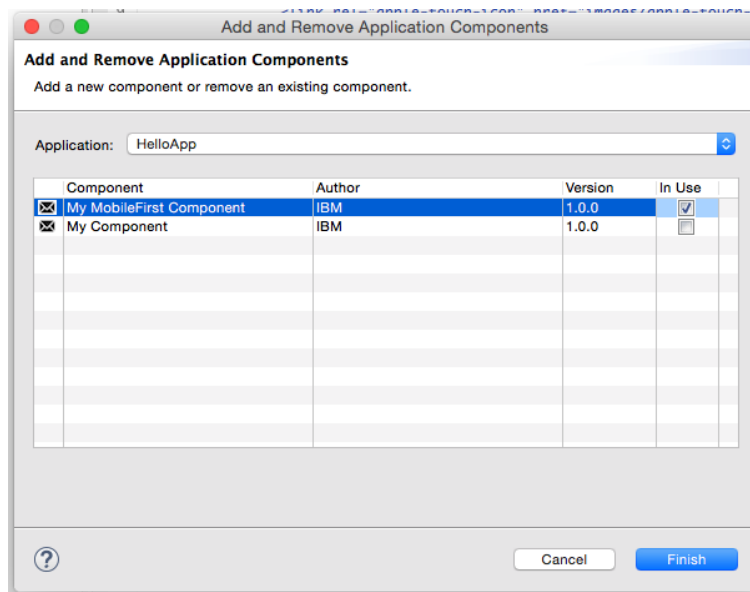 Add and Remove Application Components
Add and Remove Application Components
Add a new component or remove an existing component.
Application: HelloApp
Component Author Version In Use
My MobileFirst Component IBM 1.0.0
My Component IBM 1.0.0
?
Cancel Finish